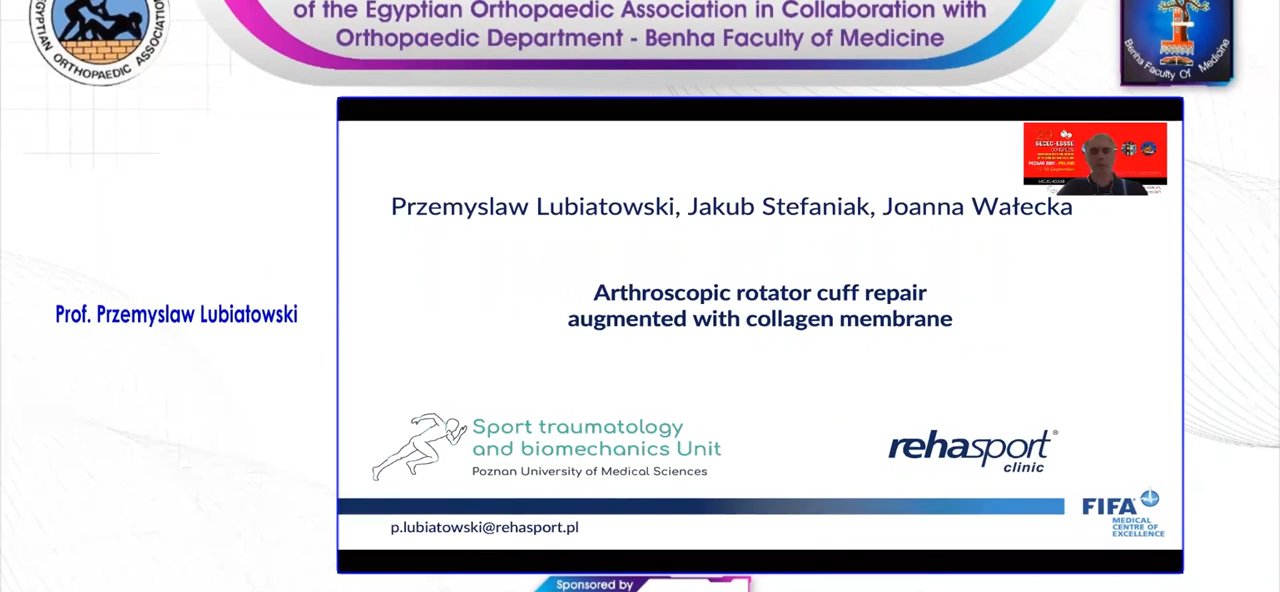 of the Egyptian Orthopaedic Association in Collaboration with
Orthopaedic Department - Benha Faculty of Medicine
EGYPTIAN ORTHOPAEDIC ASSOCIATION
Benha Faculty Of Medicine
Przemyslaw Lubiatowski, Jakub Stefaniak, Joanna Wałecka
Arthroscopic rotator cuff repair
augmented with collagen membrane
Prof. Przemyslaw Lubiatowski
Sport traumatology
and biomechanics Unit
Poznan University of Medical Sciences
rehasport®
clinic
FIFA
MEDICAL
CENTRE OF
EXCELLENCE
p.lubiatowski@rehasport.pl
Sponsored by